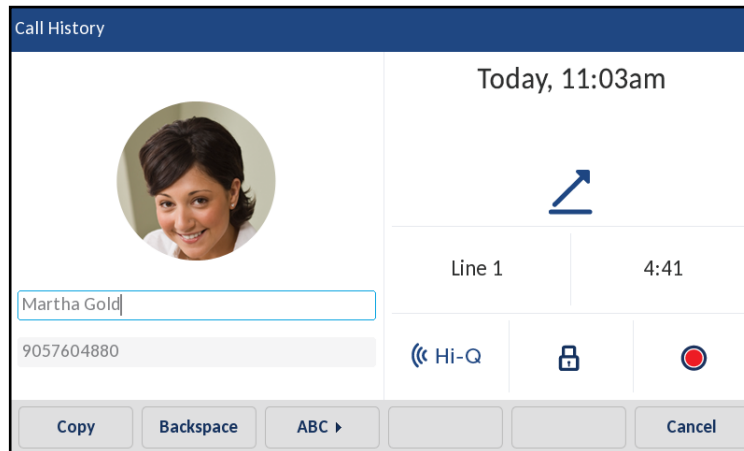 Call History
Today, 11:03am
Line 1 4:41
Martha Gold
9057604880
Hi-Q
Copy Backspace ABC Cancel